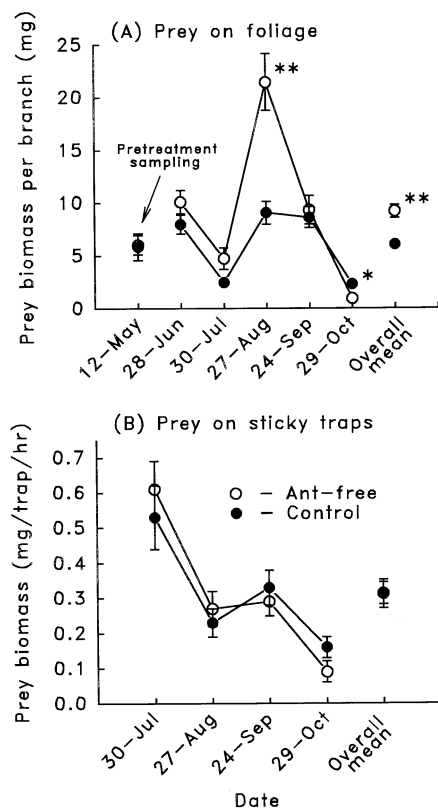 (A) Prey on foliage
Prey biomass per branch (mg)
25
20
15
10
5
0
Pretreatment
sampling
**
*
**
12-May
28-Jun
30-Jul
27-Aug
24-Sep
29-Oct
Overall
mean
(B) Prey on sticky traps
Prey biomass (mg/trap/hr)
0.7
0.6
0.5
0.4
0.3
0.2
0.1
0.0
- Ant-free
- Control
30-Jul
27-Aug
24-Sep
29-Oct
Overall
mean
Date